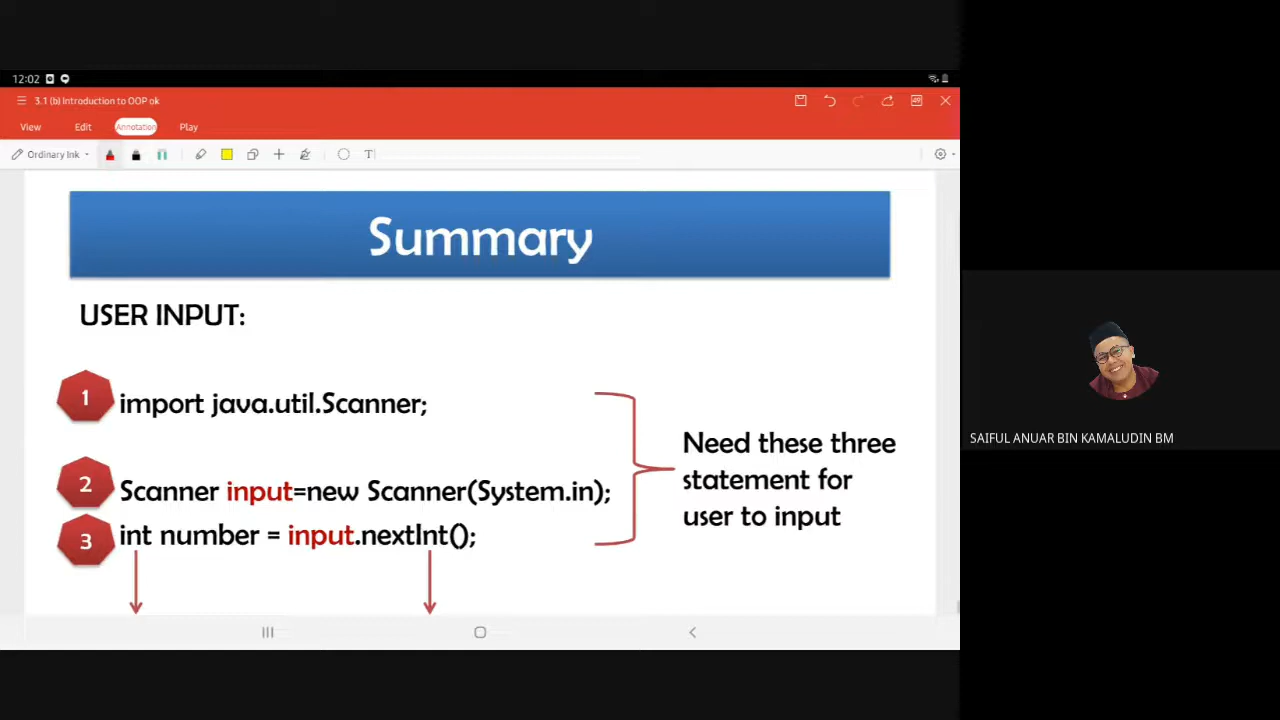 12:02
3.1 (b) Introduction to OOP ok
View Edit Annotation Play
Ordinary Ink
Summary
USER INPUT:
1 import java.util.Scanner;
2 Scanner input=new Scanner(System.in);
3 int number = input.nextInt();
Need these three
statement for
user to input
SAIFUL ANUAR BIN KAMALUDIN BM